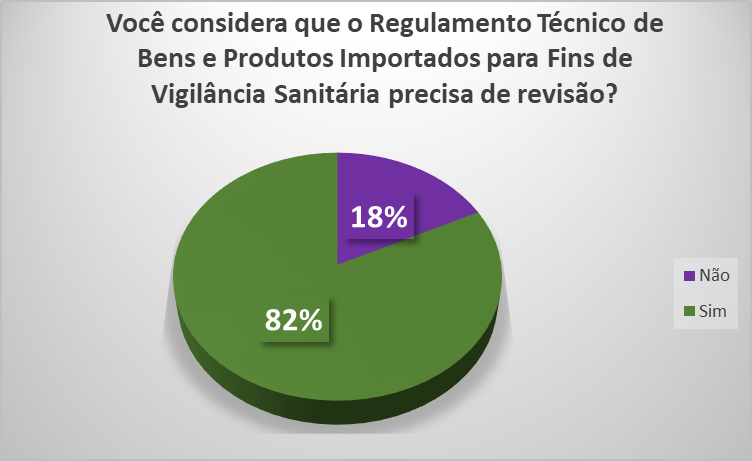 Você considera que o Regulamento Técnico de
Bens e Produtos Importados para Fins de
Vigilância Sanitária precisa de revisão?
18%
82%
Não
Sim